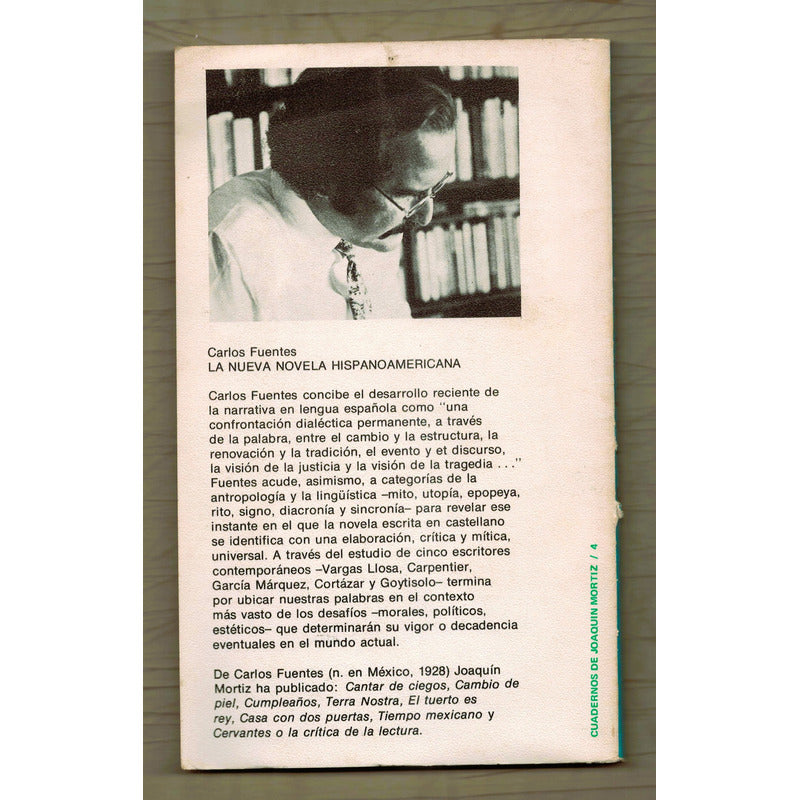 Carlos Fuentes
LA NUEVA NOVELA HISPANOAMERICANA
Carlos Fuentes concibe el desarrollo reciente de
la narrativa en lengua española como "una
confrontación dialéctica permanente, a través
de la palabra, entre el cambio y la estructura, la
renovación y la tradición, el evento y et discurso,
la visión de la justicia y la visión de la tragedia . . ."
Fuentes acude, asimismo, a categorías de la
antropología y la lingüística –mito, utopía, epopeya,
rito, signo, diacronía y sincronía– para revelar ese
instante en el que la novela escrita en castellano
se identifica con una elaboración, crítica y mítica,
universal. A través del estudio de cinco escritores
contemporáneos –Vargas Llosa, Carpentier,
García Márquez, Cortázar y Goytisolo– termina
por ubicar nuestras palabras en el contexto
más vasto de los desafíos –morales, políticos,
estéticos– que determinarán su vigor o decadencia
eventuales en el mundo actual.
De Carlos Fuentes (n. en México, 1928) Joaquín
Mortiz ha publicado: Cantar de ciegos, Cambio de
piel, Cumpleaños, Terra Nostra, El tuerto es
rey, Casa con dos puertas, Tiempo mexicano y
Cervantes o la crítica de la lectura.
CUADERNOS DE JOAQUIN MORTIZ / 4